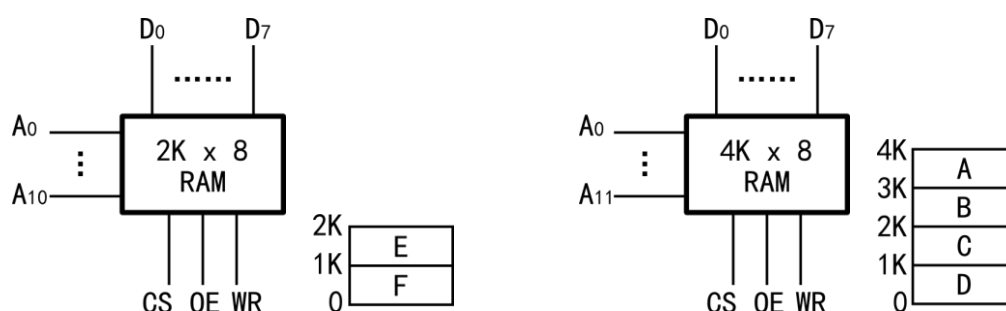 D0 D7
......
A0
2K x 8
RAM
⋮
A10
CS OE WR
2K
E
1K
F
0
D0 D7
......
A0
4K x 8
RAM
⋮
A11
CS OE WR
4K
A
3K
B
2K
C
1K
D
0